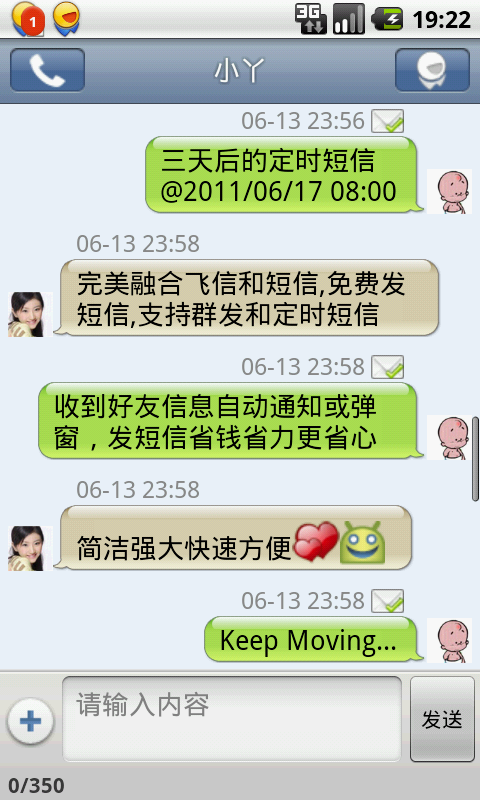 1
3G
19:22
小丫
06-13 23:56
三天后的定时短信
@2011/06/17 08:00
06-13 23:58
完美融合飞信和短信,免费发
短信,支持群发和定时短信
06-13 23:58
收到好友信息自动通知或弹
窗，发短信省钱省力更省心
06-13 23:58
简洁强大快速方便
06-13 23:58
Keep Moving...
请输入内容
发送
0/350